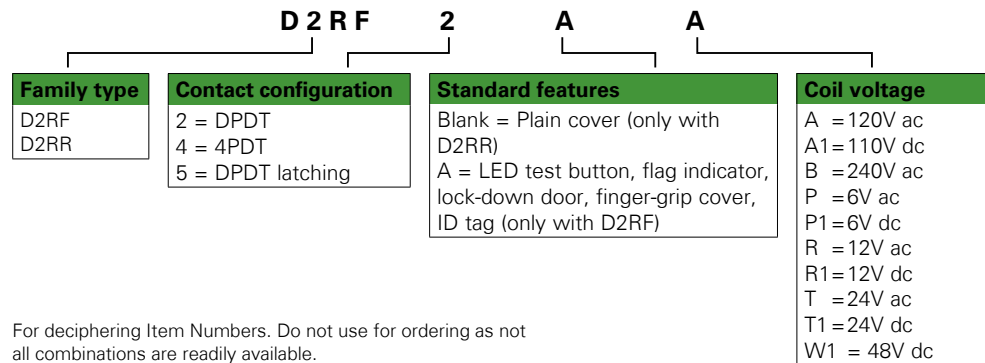 D 2 R F 2 A A
Family type
D2RF
D2RR
Contact configuration
2 = DPDT
4 = 4PDT
5 = DPDT latching
Standard features
Blank = Plain cover (only with
D2RR)
A = LED test button, flag indicator,
lock-down door, finger-grip cover,
ID tag (only with D2RF)
Coil voltage
A =120V ac
A1=110V dc
B =240V ac
P =6V ac
P1=6V dc
R =12V ac
R1=12V dc
T =24V ac
T1=24V dc
W1 = 48V dc
For deciphering Item Numbers. Do not use for ordering as not
all combinations are readily available.